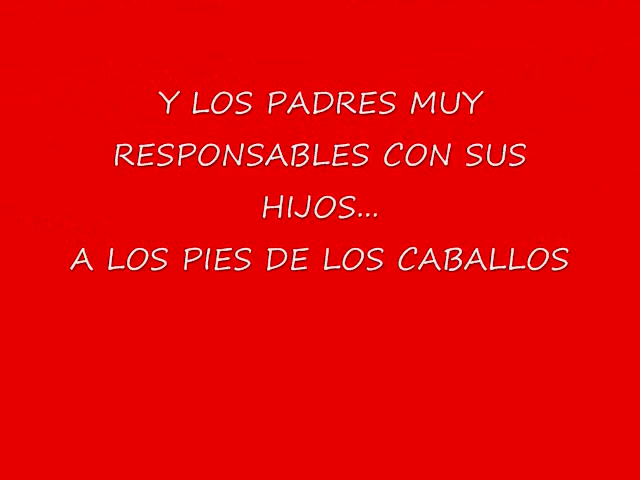 Y LOS PADRES MUY
RESPONSABLES CON SUS
HIJOS...
A LOS PIES DE LOS CABALLOS